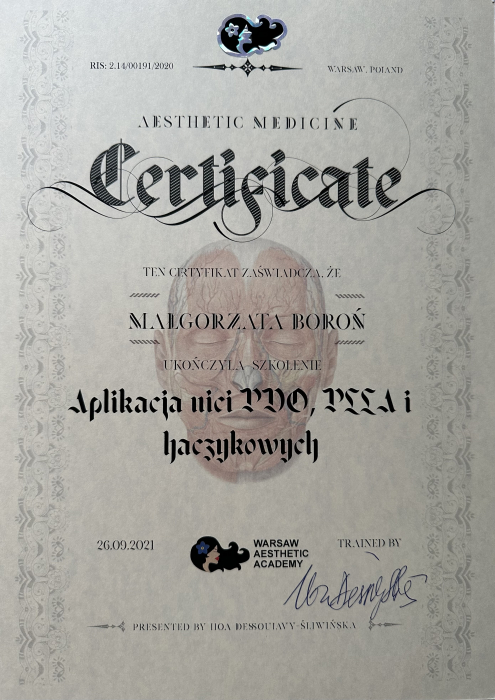 RIS: 2.14/00191/2020
WARSAW, POLAND
AESTHETIC MEDICINE
Certificate
TEN CERTYFIKAT ZAŚWIADCZA, ŻE
MAŁGORZATA BOROŃ
UKOŃCZYŁA SZKOLENIE
Aplikacja nici PDO, PLLA i
haczykowych
26.09.2021
WARSAW
AESTHETIC
ACADEMY
TRAINED BY
PRESENTED BY HOA DESSOULAVY-ŚLIWIŃSKA